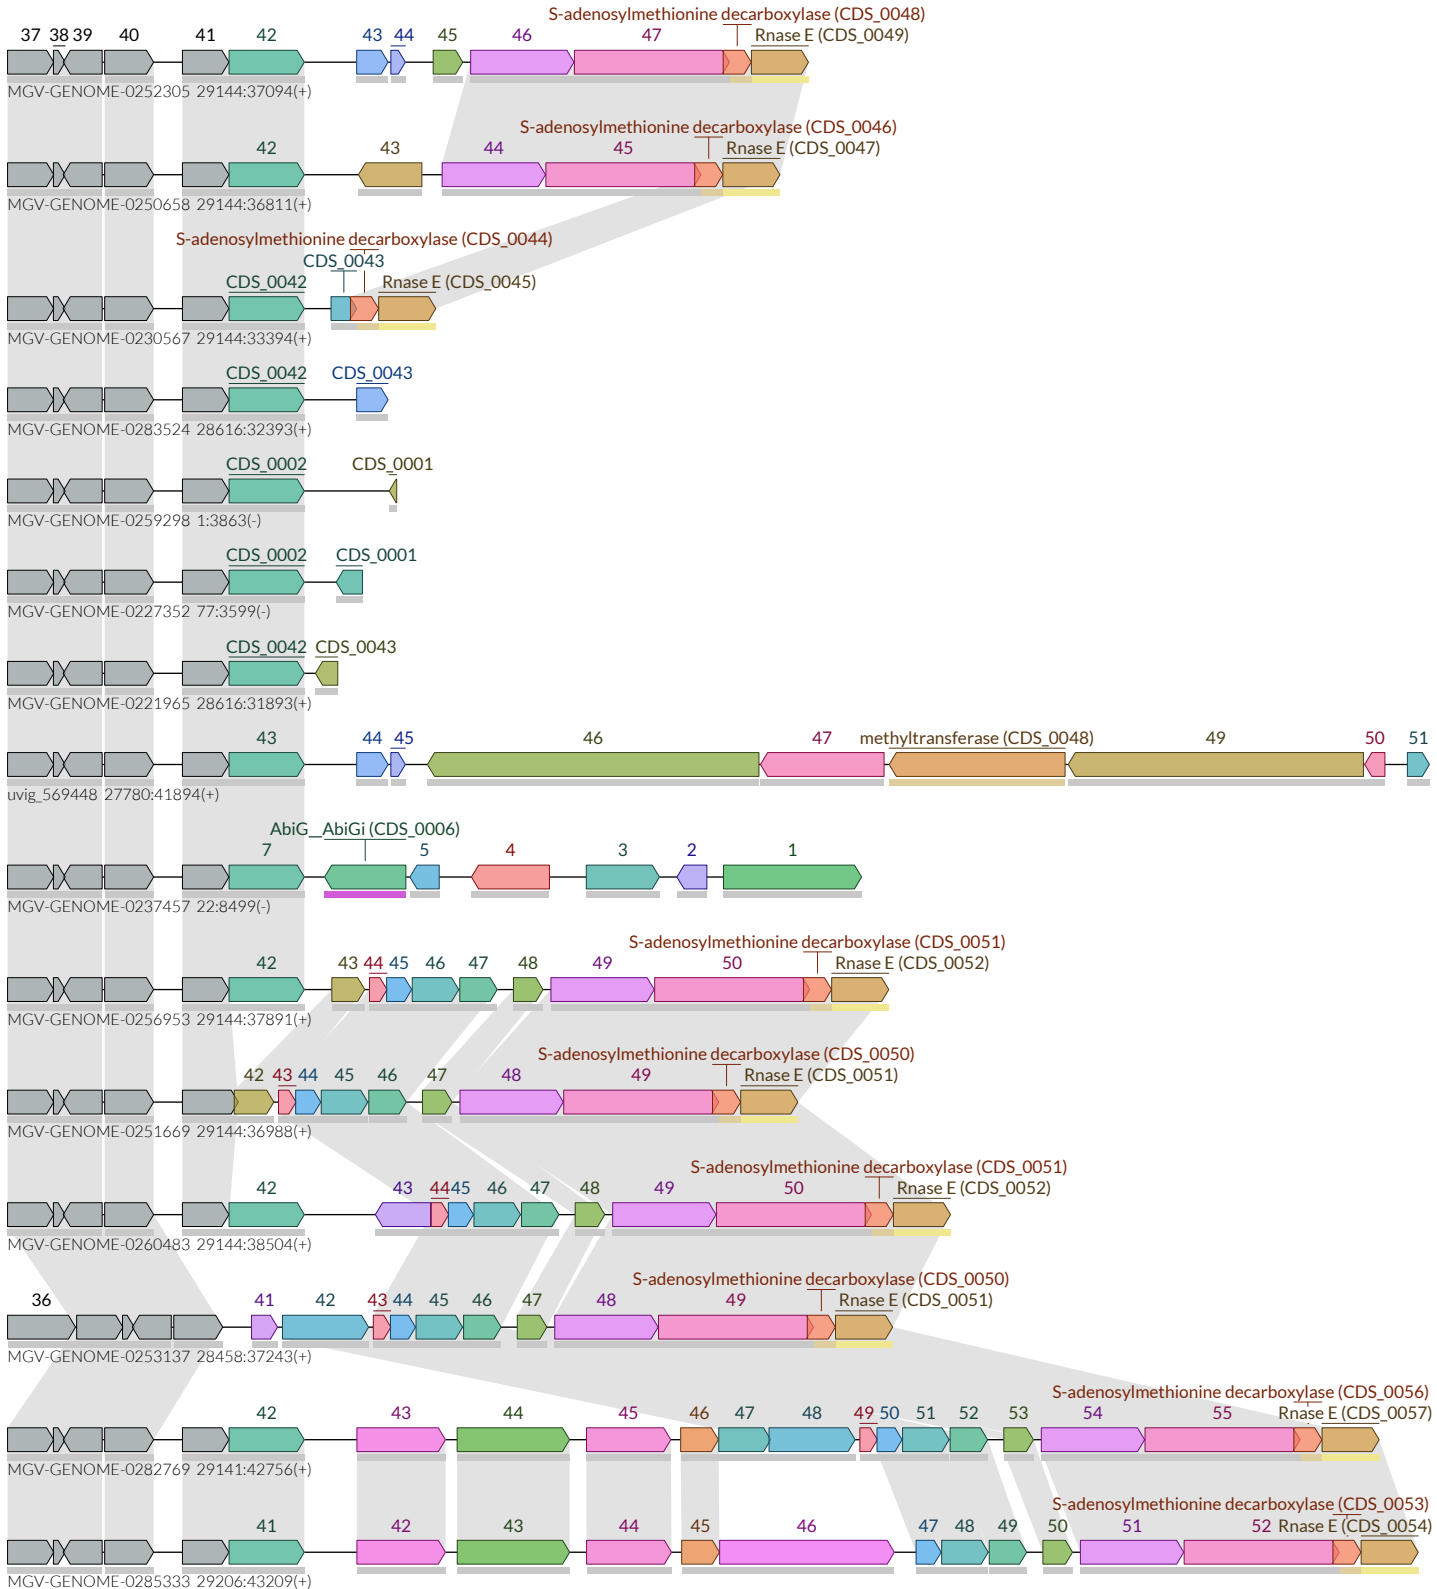 S-adenosylmethionine decarboxylase (CDS_0048)
37 38 39 40 41 42 43 44 45 46 47 Rnase E (CDS_0049)
MGV-GENOME-0252305 29144:37094(+)
S-adenosylmethionine decarboxylase (CDS_0046)
42 43 44 45 Rnase E (CDS_0047)
MGV-GENOME-0250658 29144:36811(+)
S-adenosylmethionine decarboxylase (CDS_0044)
CDS_0043
CDS_0042 Rnase E (CDS_0045)
MGV-GENOME-0230567 29144:33394(+)
CDS_0042 CDS_0043
MGV-GENOME-0283524 28616:32393(+)
CDS_0002 CDS_0001
MGV-GENOME-0259298 1:3863(-)
CDS_0002 CDS_0001
MGV-GENOME-0227352 77:3599(-)
CDS_0042 CDS_0043
MGV-GENOME-0221965 28616:31893(+)
43 44 45 46 47 methyltransferase (CDS_0048) 49 50 51
uvig_569448 27780:41894(+)
AbiG__AbiGi (CDS_0006)
7 5 4 3 2 1
MGV-GENOME-0237457 22:8499(-)
S-adenosylmethionine decarboxylase (CDS_0051)
42 43 44 45 46 47 48 49 50 Rnase E (CDS_0052)
MGV-GENOME-0256953 29144:37891(+)
S-adenosylmethionine decarboxylase (CDS_0050)
42 43 44 45 46 47 48 49 Rnase E (CDS_0051)
MGV-GENOME-0251669 29144:36988(+)
S-adenosylmethionine decarboxylase (CDS_0051)
42 43 44 45 46 47 48 49 50 Rnase E (CDS_0052)
MGV-GENOME-0260483 29144:38504(+)
S-adenosylmethionine decarboxylase (CDS_0050)
36 41 42 43 44 45 46 47 48 49 Rnase E (CDS_0051)
MGV-GENOME-0253137 28458:37243(+)
S-adenosylmethionine decarboxylase (CDS_0056)
42 43 44 45 46 47 48 49 50 51 52 53 54 55 Rnase E (CDS_0057)
MGV-GENOME-0282769 29141:42756(+)
S-adenosylmethionine decarboxylase (CDS_0053)
41 42 43 44 45 46 47 48 49 50 51 52 Rnase E (CDS_0054)
MGV-GENOME-0285333 29206:43209(+)